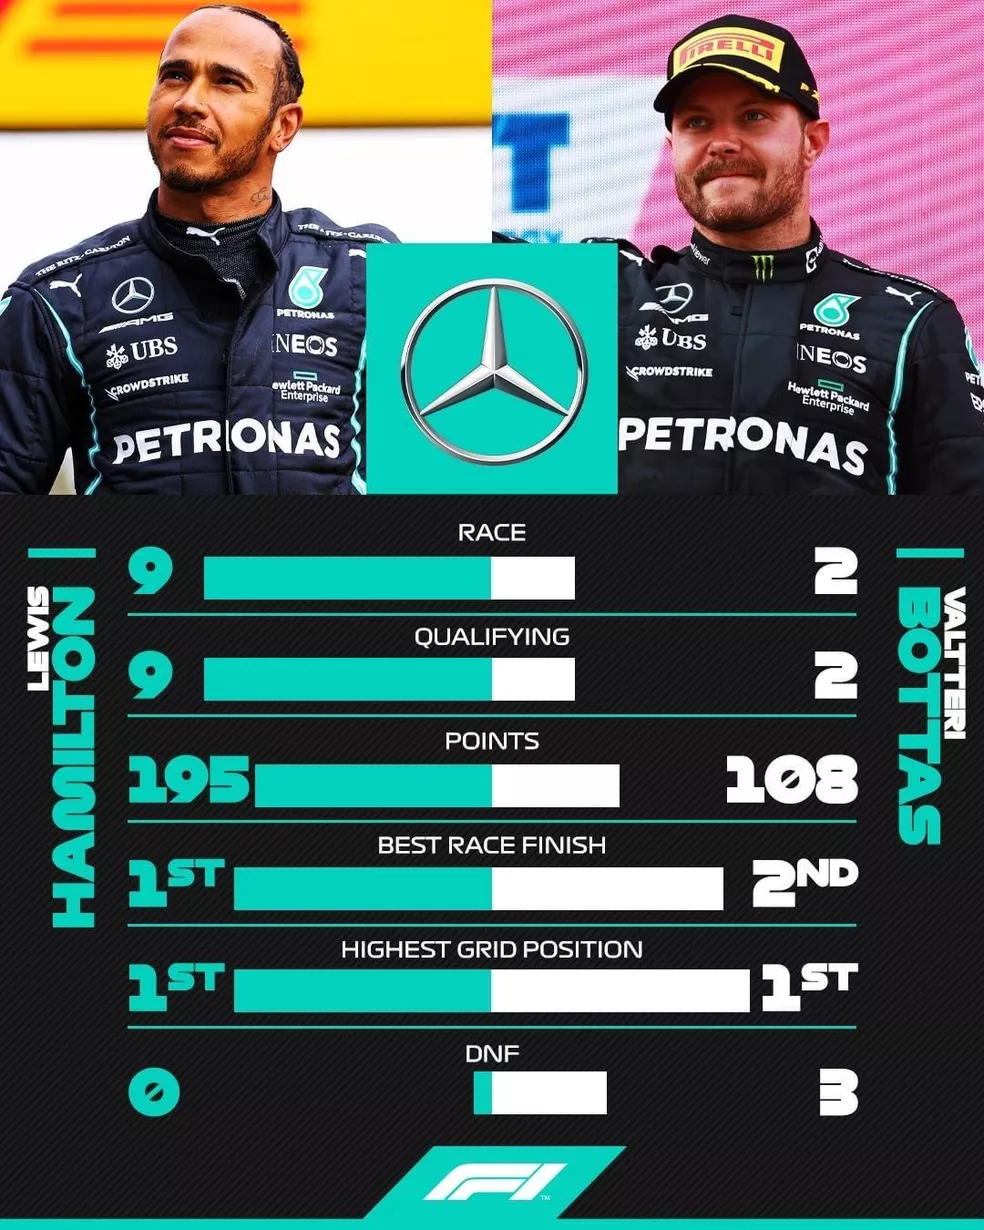 PIRELLI
THE RITZ-CARLTON
AMG
PETRONAS
UBS
INEOS
CROWDSTRIKE
Hewlett Packard
Enterprise
PETRONAS
T
AMG
PETRONAS
UBS
INEOS
CROWDSTRIKE
Hewlett Packard
Enterprise
PETRONAS
LEWIS
HAMILTON
VALTTERI
BOTTAS
RACE
9 2
QUALIFYING
9 2
POINTS
195 108
BEST RACE FINISH
1ST 2ND
HIGHEST GRID POSITION
1ST 1ST
DNF
0 3
F1
TM